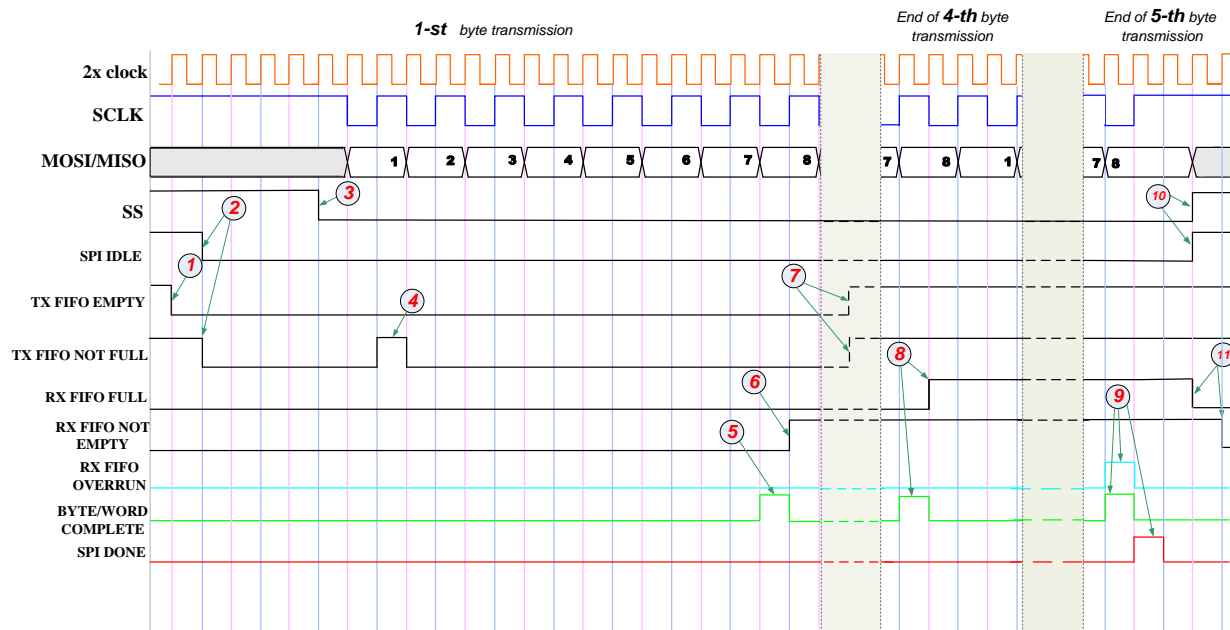 1-st byte transmission
End of 4-th byte
transmission
End of 5-th byte
transmission
2x clock
SCLK
MOSI/MISO
1 2 3 4 5 6 7 8 7 8 1 7 8
SS
3
2
10
SPI IDLE
1
TX FIFO EMPTY
4
7
TX FIFO NOT FULL
8
11
RX FIFO FULL
6
9
RX FIFO NOT
EMPTY
5
RX FIFO
OVERRUN
BYTE/WORD
COMPLETE
SPI DONE